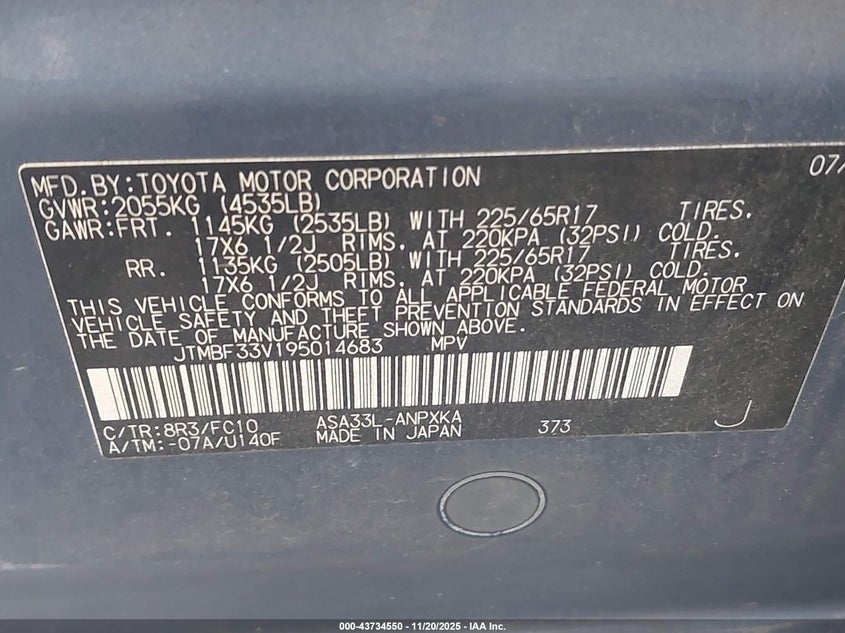 07/
MFD.BY:TOYOTA MOTOR CORPORATION
GVWR:2055KG (4535LB)
GAWR:FRT. 1145KG (2535LB) WITH 225/65R17 TIRES.
17X6 1/2J RIMS, AT 220KPA (32PSI) COLD.
RR. 1135KG (2505LB) WITH 225/65R17 TIRES.
17X6 1/2J RIMS, AT 220KPA (32PSI) COLD.
THIS VEHICLE CONFORMS TO ALL APPLICABLE FEDERAL MOTOR
VEHICLE SAFETY AND THEFT PREVENTION STANDARDS IN EFFECT ON
THE DATE OF MANUFACTURE SHOWN ABOVE.
JTMBF33V195014683 MPV
C/TR:8R3/FC10 ASA33L-ANPXKA
A/TM:-07A/U140F MADE IN JAPAN 373 J
000-43734550 - 11/20/2025 - IAA Inc.